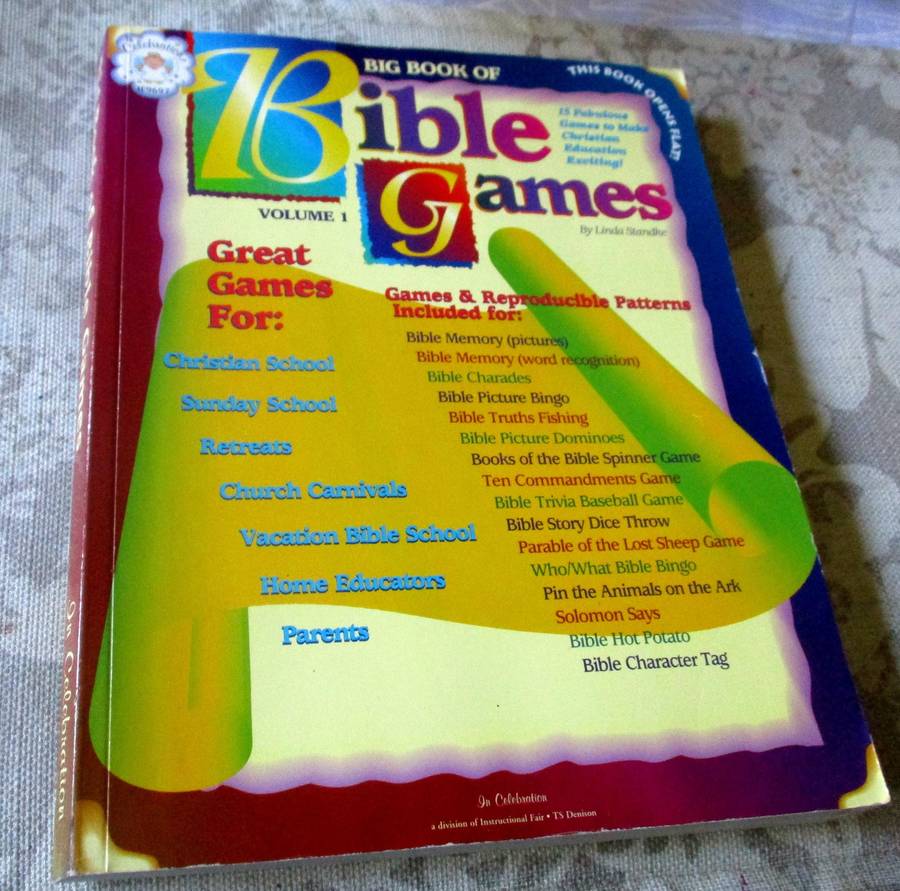 Celebration
IF9697
BIG BOOK OF
Bible
Games
THIS BOOK OPENS FLAT!
15 Fabulous
Games to Make
Christian
Education
Exciting!
VOLUME 1
By Linda Standke
Great
Games
For:
Christian School
Sunday School
Retreats
Church Carnivals
Vacation Bible School
Home Educators
Parents
Games & Reproducible Patterns
Included for:
Bible Memory (pictures)
Bible Memory (word recognition)
Bible Charades
Bible Picture Bingo
Bible Truths Fishing
Bible Picture Dominoes
Books of the Bible Spinner Game
Ten Commandments Game
Bible Trivia Baseball Game
Bible Story Dice Throw
Parable of the Lost Sheep Game
Who/What Bible Bingo
Pin the Animals on the Ark
Solomon Says
Bible Hot Potato
Bible Character Tag
In Celebration
a division of Instructional Fair • TS Denison
In Celebration